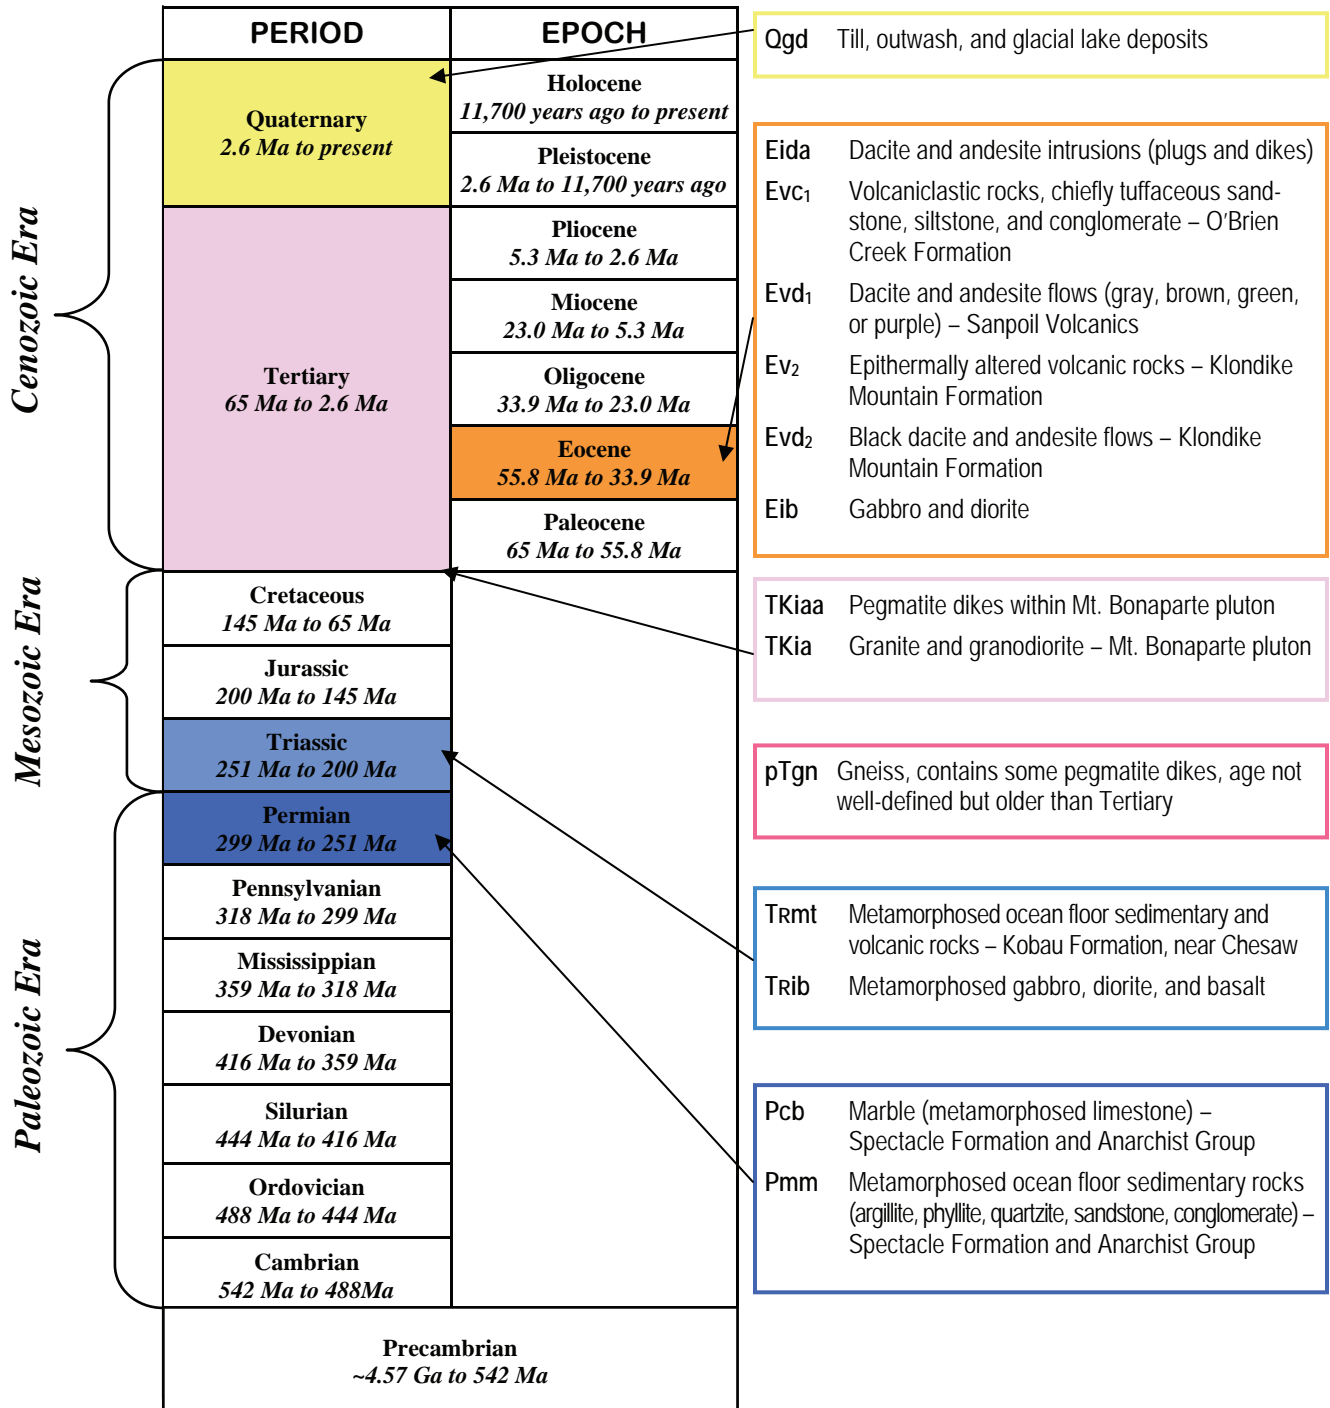 PERIOD
EPOCH
Cenozoic Era
Quaternary
2.6 Ma to present
Holocene
11,700 years ago to present
Pleistocene
2.6 Ma to 11,700 years ago
Tertiary
65 Ma to 2.6 Ma
Pliocene
5.3 Ma to 2.6 Ma
Miocene
23.0 Ma to 5.3 Ma
Oligocene
33.9 Ma to 23.0 Ma
Eocene
55.8 Ma to 33.9 Ma
Paleocene
65 Ma to 55.8 Ma
Mesozoic Era
Cretaceous
145 Ma to 65 Ma
Jurassic
200 Ma to 145 Ma
Triassic
251 Ma to 200 Ma
Paleozoic Era
Permian
299 Ma to 251 Ma
Pennsylvanian
318 Ma to 299 Ma
Mississippian
359 Ma to 318 Ma
Devonian
416 Ma to 359 Ma
Silurian
444 Ma to 416 Ma
Ordovician
488 Ma to 444 Ma
Cambrian
542 Ma to 488Ma
Precambrian
~4.57 Ga to 542 Ma
Qgd Till, outwash, and glacial lake deposits
Eida Dacite and andesite intrusions (plugs and dikes)
Evc1 Volcaniclastic rocks, chiefly tuffaceous sand-
stone, siltstone, and conglomerate – O'Brien
Creek Formation
Evd1 Dacite and andesite flows (gray, brown, green,
or purple) – Sanpoil Volcanics
Ev2 Epithermally altered volcanic rocks – Klondike
Mountain Formation
Evd2 Black dacite and andesite flows – Klondike
Mountain Formation
Eib Gabbro and diorite
TKiaa Pegmatite dikes within Mt. Bonaparte pluton
TKia Granite and granodiorite – Mt. Bonaparte pluton
pTgn Gneiss, contains some pegmatite dikes, age not
well-defined but older than Tertiary
TRmt Metamorphosed ocean floor sedimentary and
volcanic rocks – Kobau Formation, near Chesaw
TRib Metamorphosed gabbro, diorite, and basalt
Pcb Marble (metamorphosed limestone) –
Spectacle Formation and Anarchist Group
Pmm Metamorphosed ocean floor sedimentary rocks
(argillite, phyllite, quartzite, sandstone, conglomerate) –
Spectacle Formation and Anarchist Group